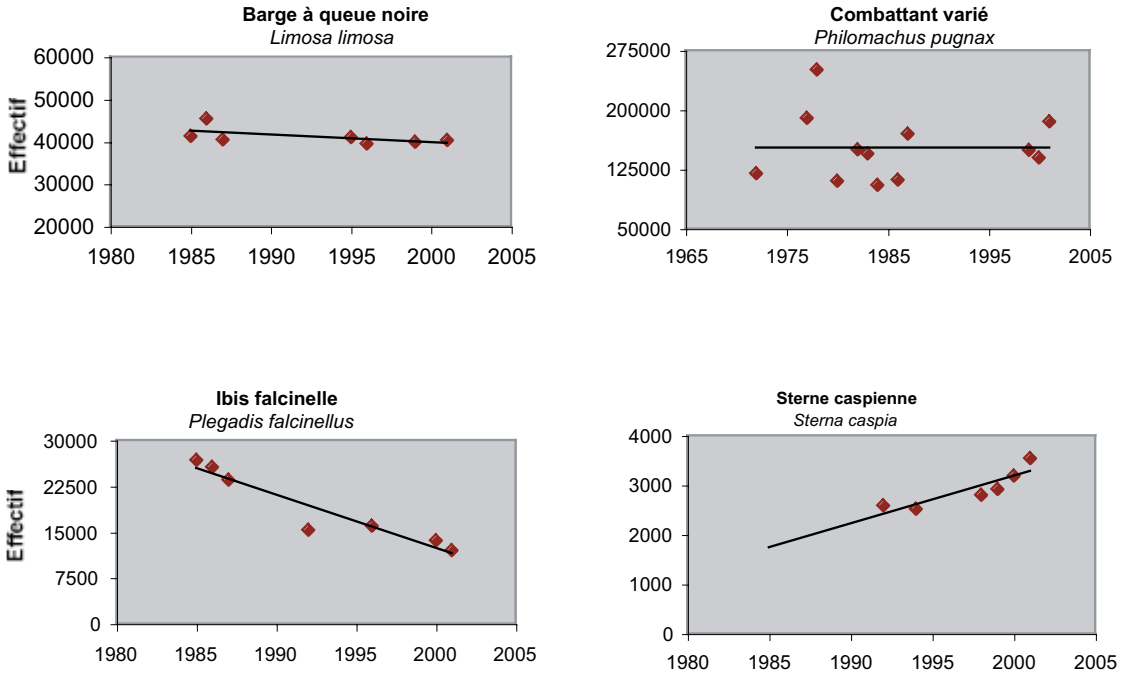 Barge à queue noire
Limosa limosa
Effectif
60000
50000
40000
30000
20000
1980 1985 1990 1995 2000 2005
Combattant varié
Philomachus pugnax
275000
200000
125000
50000
1965 1975 1985 1995 2005
Ibis falcinelle
Plegadis falcinellus
Effectif
30000
22500
15000
7500
0
1980 1985 1990 1995 2000 2005
Sterne caspienne
Sterna caspia
4000
3000
2000
1000
0
1980 1985 1990 1995 2000 2005